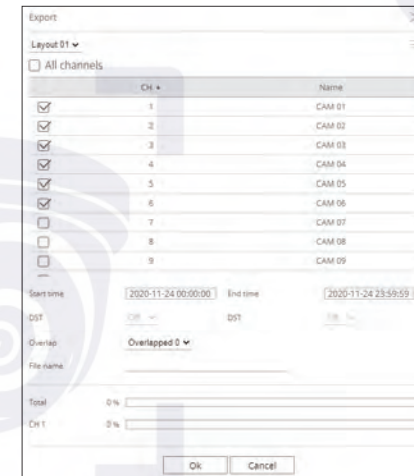 Export
Layout 01
All channels
CH Name
1 CAM 01
2 CAM 02
3 CAM 03
4 CAM 04
5 CAM 05
6 CAM 06
7 CAM 07
8 CAM 08
9 CAM 09
Start time 2020-11-24 00:00:00 End time 2020-11-24 23:59:59
DST Off DST Off
Overlap Overlapped 0
File name
Total 0 %
CH 1 0 %
Ok Cancel